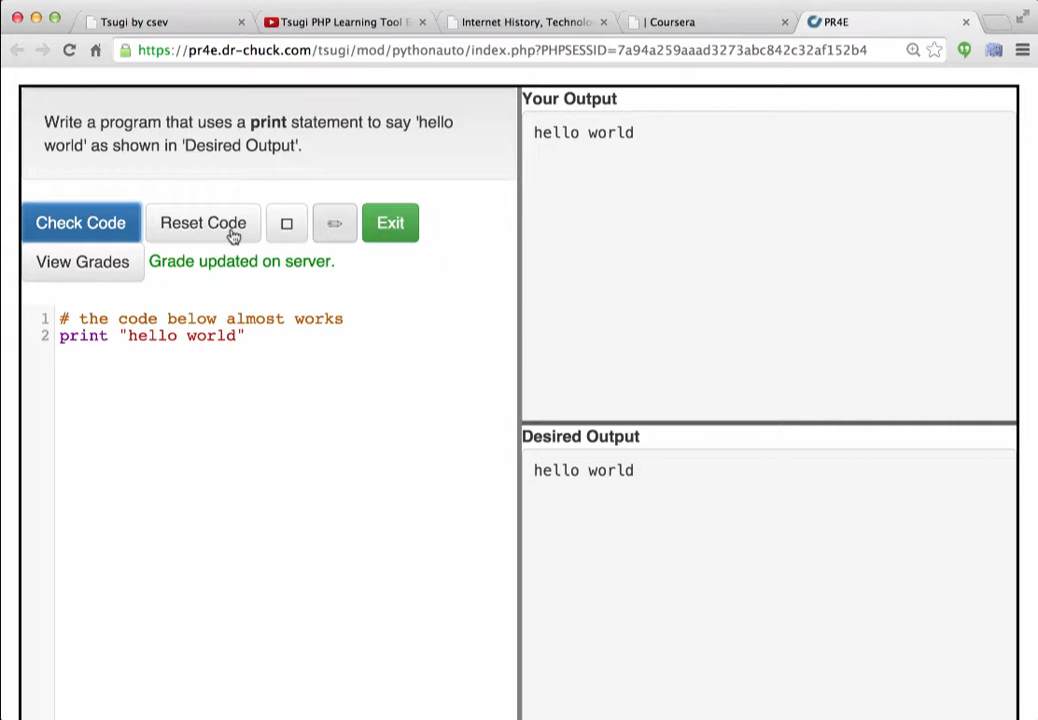 Tsugi by csev
Tsugi PHP Learning Tool E
Internet History, Technolo
| Coursera
PR4E
https://pr4e.dr-chuck.com/tsugi/mod/pythonauto/index.php?PHPSESSID=7a94a259aaad3273abc842c32af152b4
Write a program that uses a print statement to say 'hello
world' as shown in 'Desired Output'.
Check Code
Reset Code
Exit
View Grades
Grade updated on server.
1 # the code below almost works
2 print "hello world"
Your Output
hello world
Desired Output
hello world